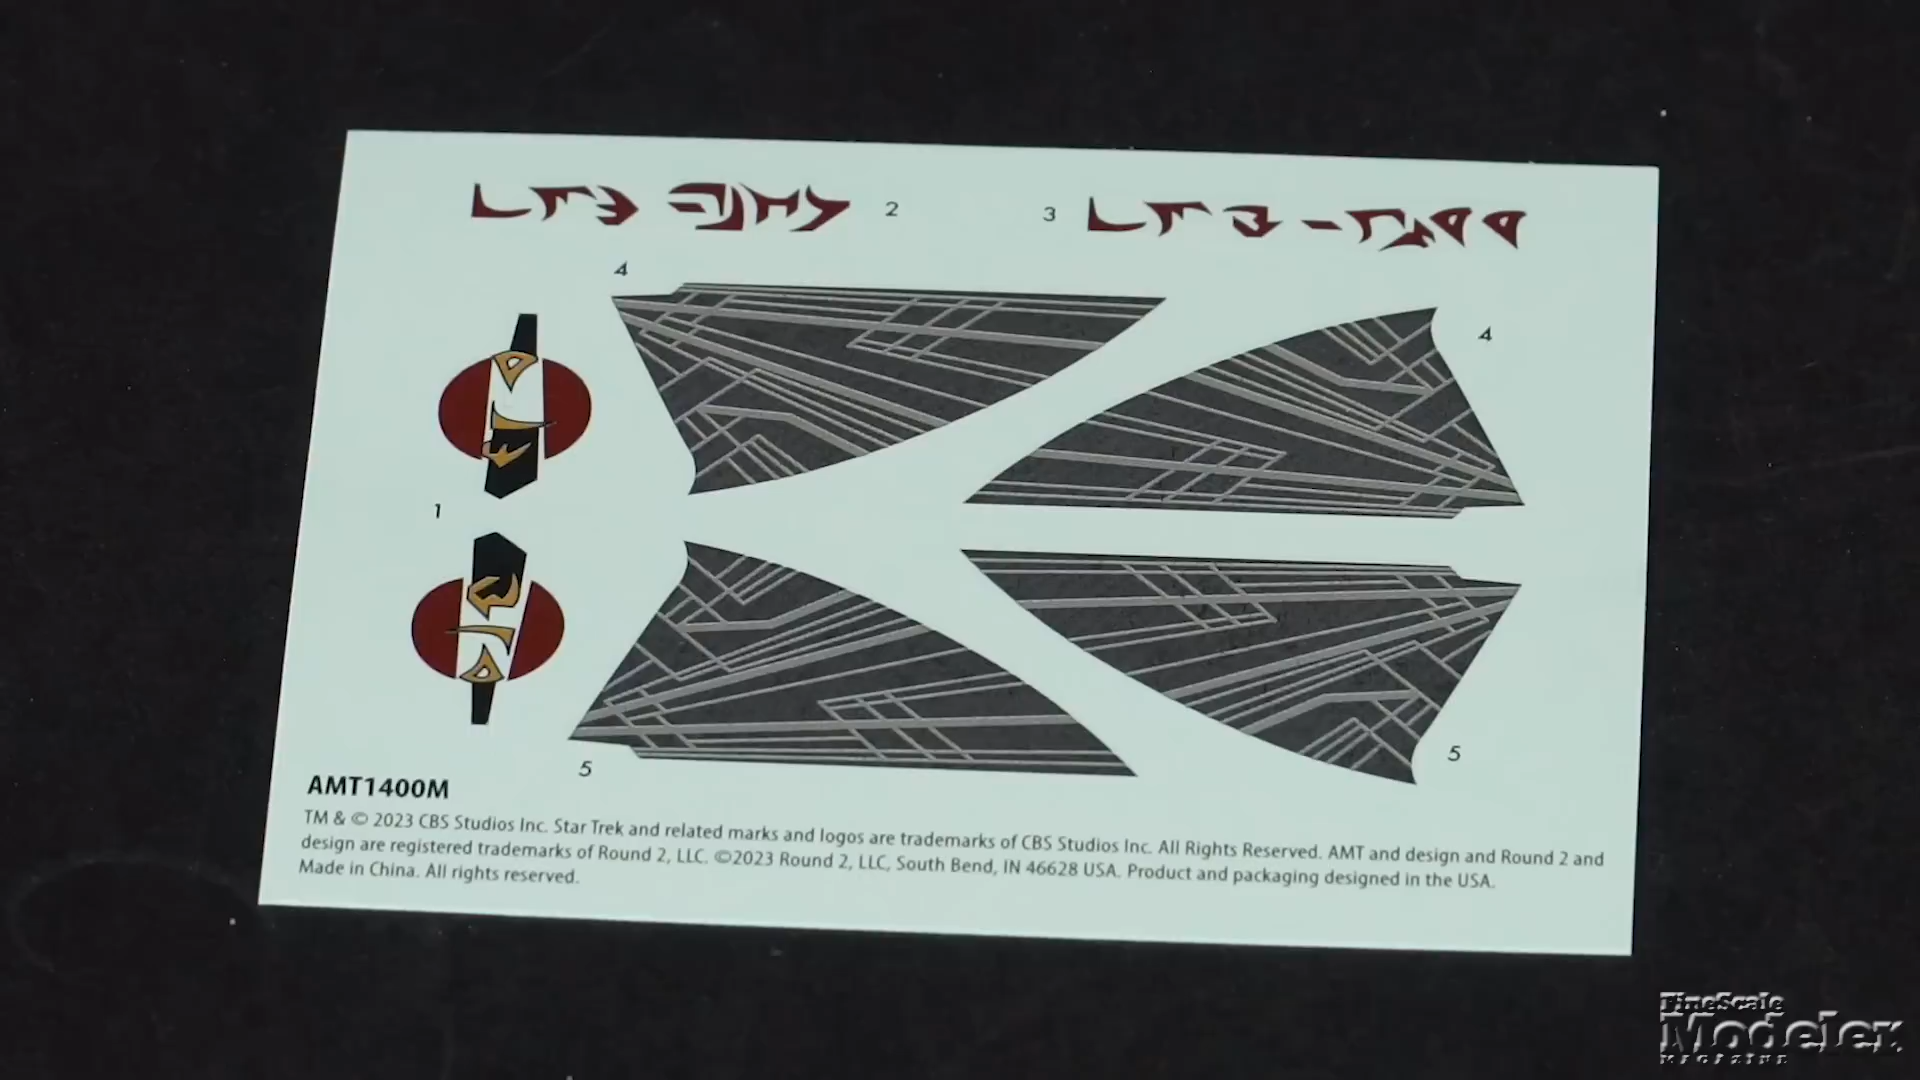 2
3
4
4
1
5
5
AMT1400M
TM & © 2023 CBS Studios Inc. Star Trek and related marks and logos are trademarks of CBS Studios Inc. All Rights Reserved. AMT and design and Round 2 and
design are registered trademarks of Round 2, LLC. ©2023 Round 2, LLC, South Bend, IN 46628 USA. Product and packaging designed in the USA.
Made in China. All rights reserved.
FineScale
Modeler
MAGAZINE